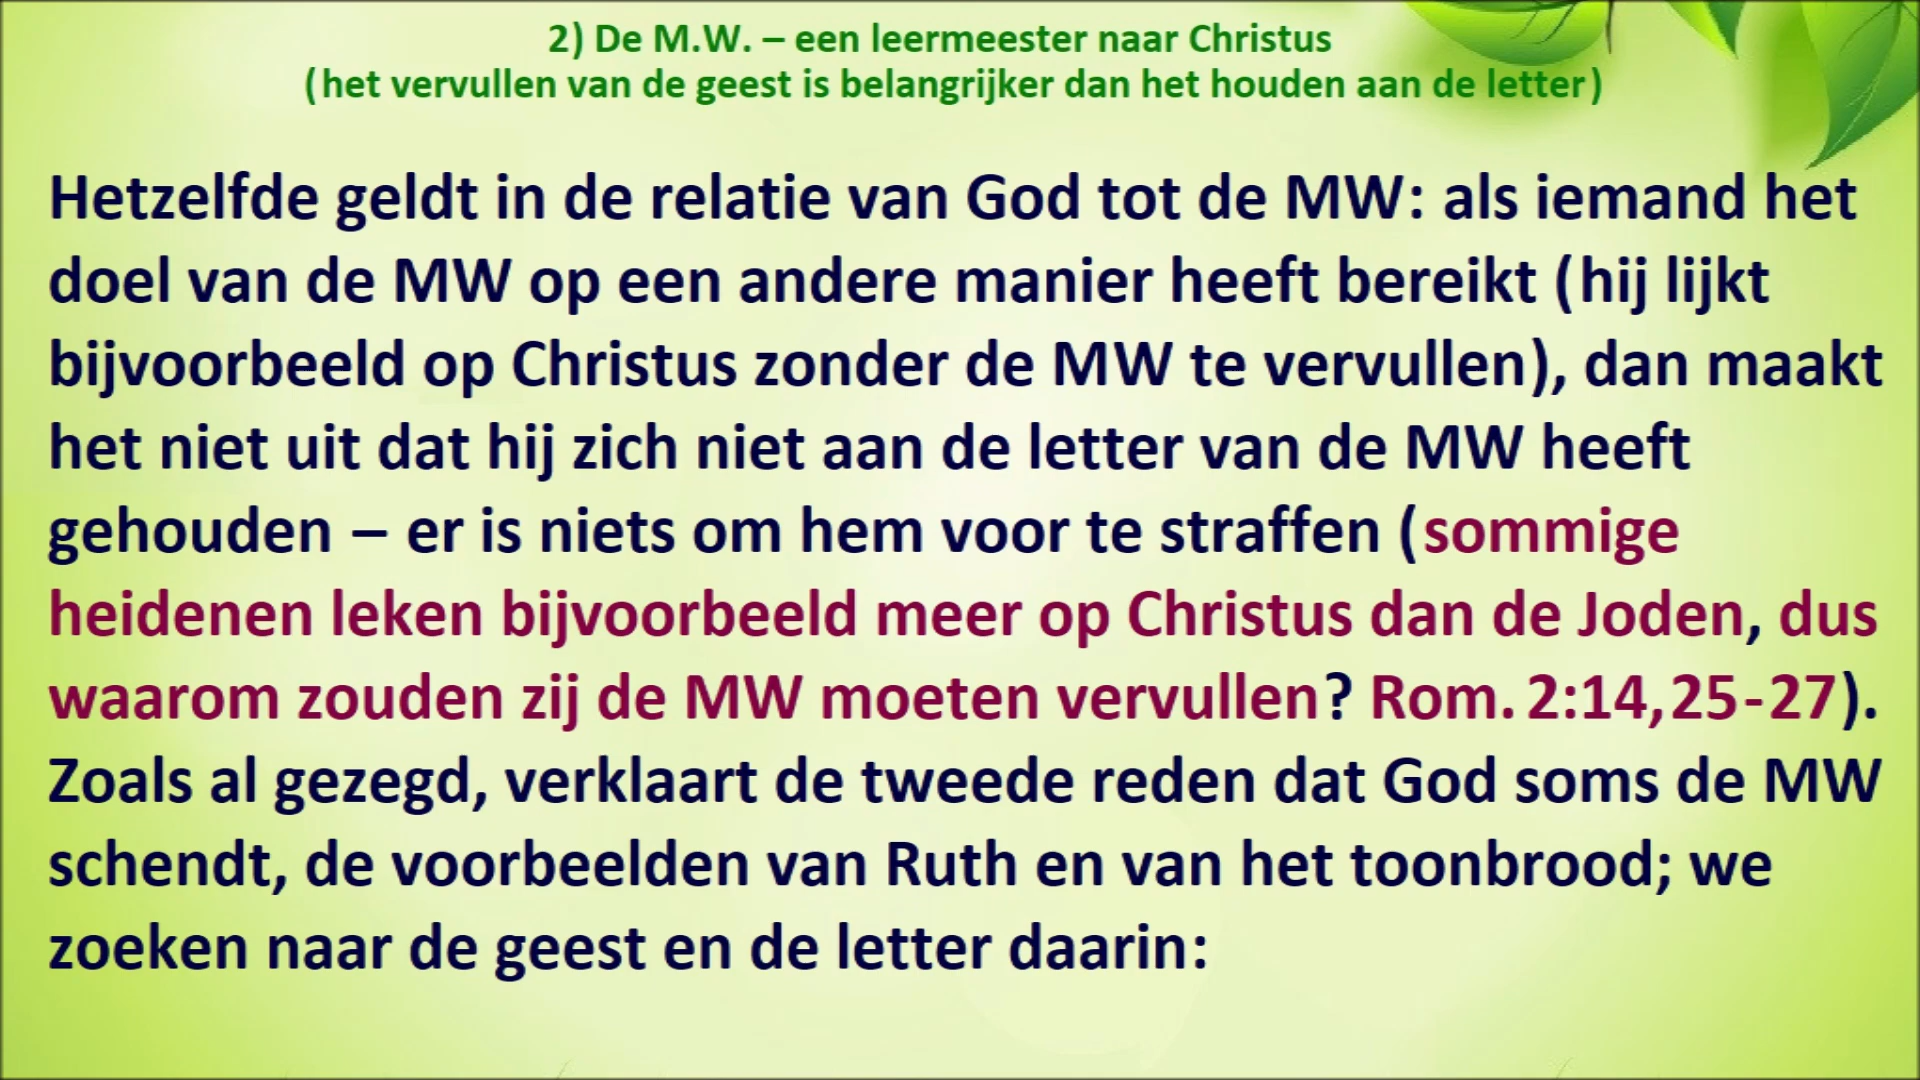 2) De M.W. – een leermeester naar Christus
(het vervullen van de geest is belangrijker dan het houden aan de letter)
Hetzelfde geldt in de relatie van God tot de MW: als iemand het
doel van de MW op een andere manier heeft bereikt (hij lijkt
bijvoorbeeld op Christus zonder de MW te vervullen), dan maakt
het niet uit dat hij zich niet aan de letter van de MW heeft
gehouden – er is niets om hem voor te straffen (sommige
heidenen leken bijvoorbeeld meer op Christus dan de Joden, dus
waarom zouden zij de MW moeten vervullen? Rom. 2:14,25-27).
Zoals al gezegd, verklaart de tweede reden dat God soms de MW
schendt, de voorbeelden van Ruth en van het toonbrood; we
zoeken naar de geest en de letter daarin: